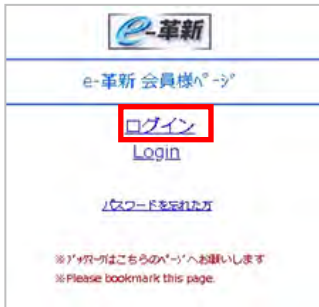 e-革新
e-革新 会員様ﾍﾟｰｼﾞ
ログイン
Login
パスワードを忘れた方
※ﾌﾞｯｸﾏｰｸはこちらのﾍﾟｰｼﾞへお願いします
※Please bookmark this page.